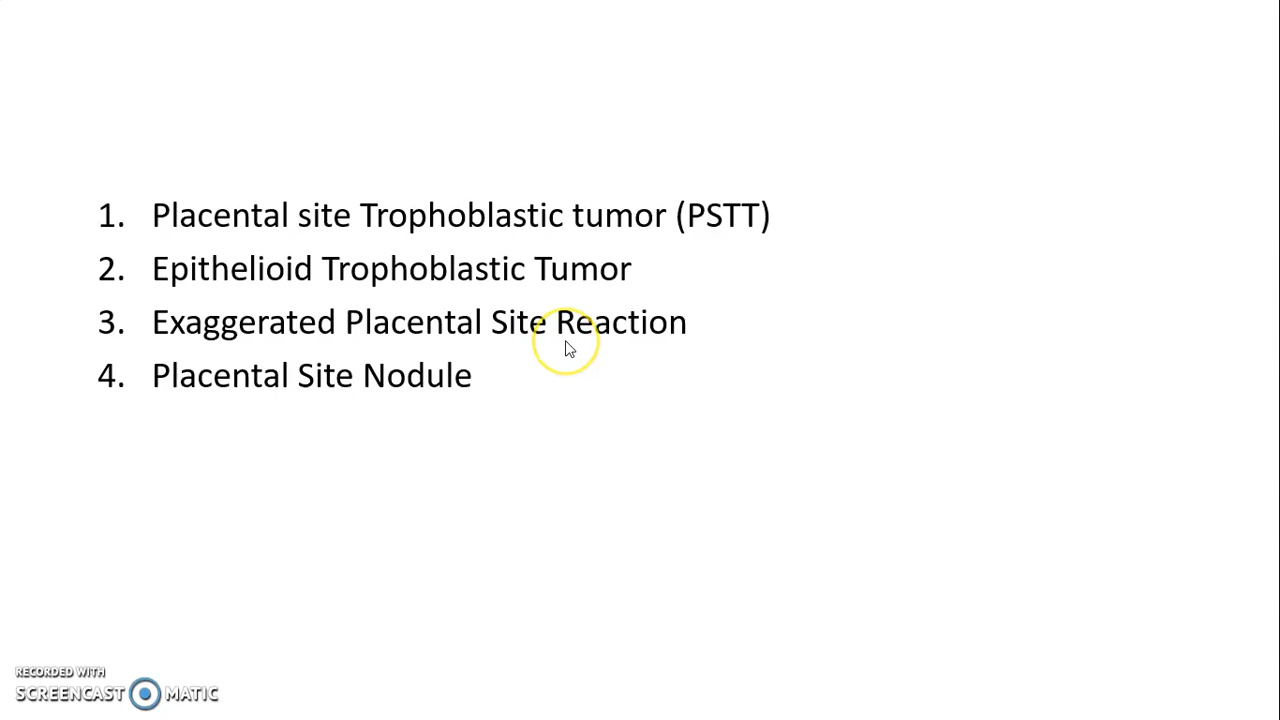 1. Placental site Trophoblastic tumor (PSTT)
2. Epithelioid Trophoblastic Tumor
3. Exaggerated Placental Site Reaction
4. Placental Site Nodule
RECORDED WITH
SCREENCAST MATIC